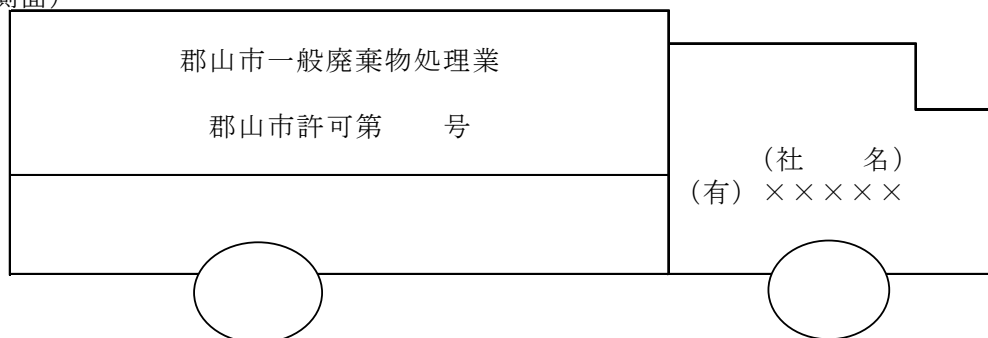 側面）
郡山市一般廃棄物処理業
郡山市許可第　　号
（社　　名）
（有）×××××